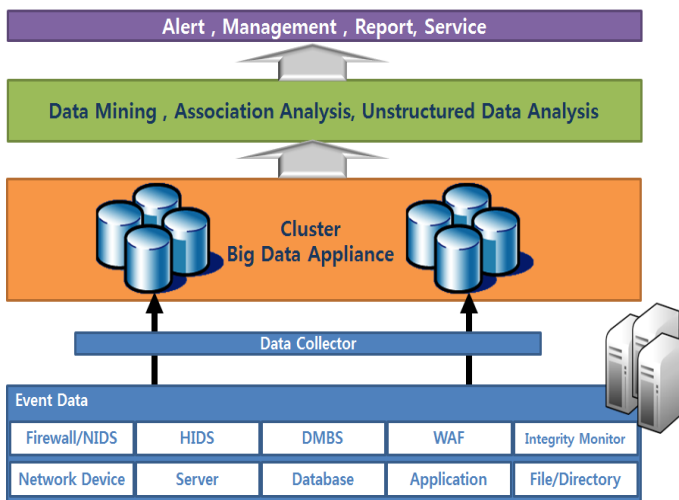 Alert , Management , Report, Service
Data Mining , Association Analysis, Unstructured Data Analysis
Cluster
Big Data Appliance
Data Collector
Event Data
Firewall/NIDS HIDS DMBS WAF Integrity Monitor
Network Device Server Database Application File/Directory